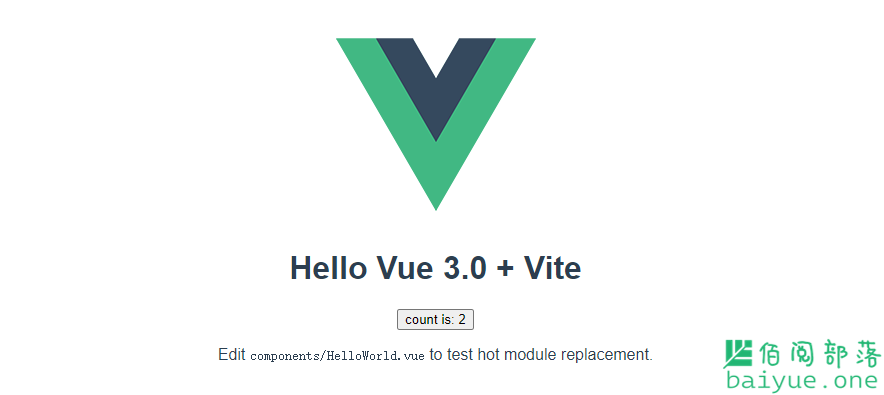 Hello Vue 3.0 + Vite
count is: 2
Edit components/HelloWorld.vue to test hot module replacement.
佰阅部落
baiyue.one